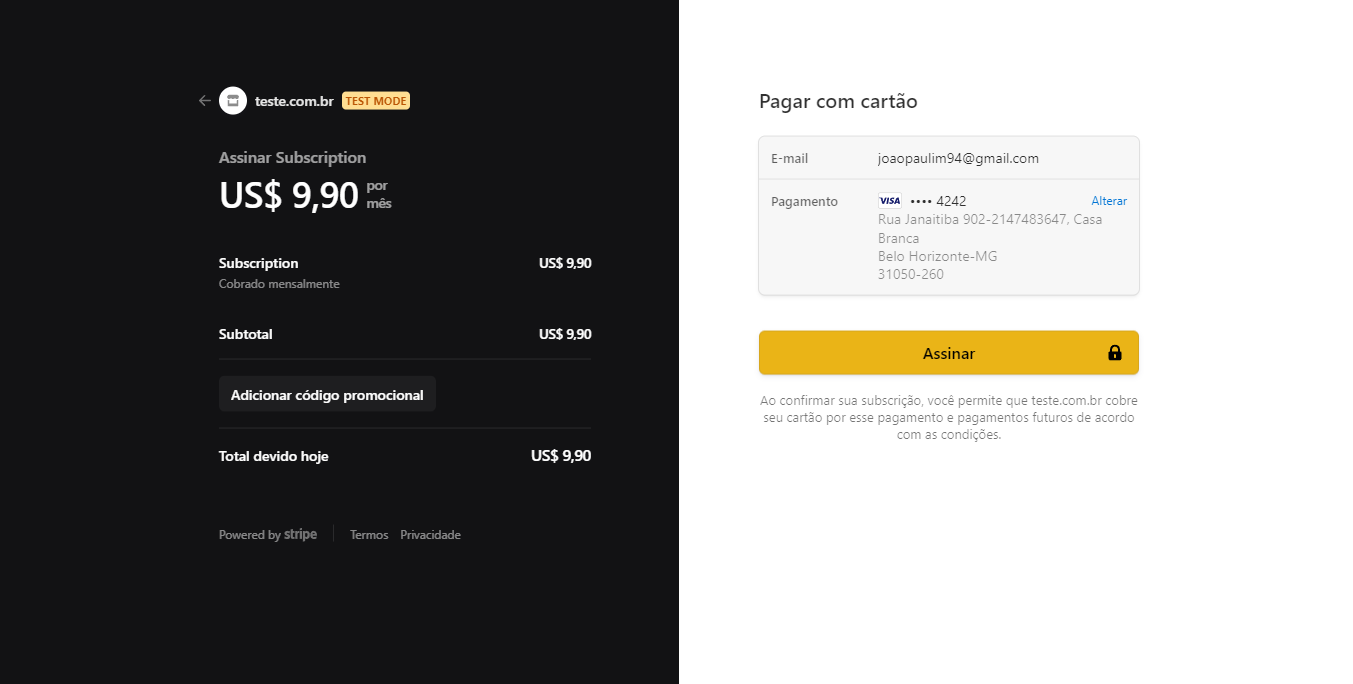 teste.com.br TEST MODE
Assinar Subscription
US$ 9,90 por
mês
Subscription US$ 9,90
Cobrado mensalmente
Subtotal US$ 9,90
Adicionar código promocional
Total devido hoje US$ 9,90
Powered by stripe Termos Privacidade
Pagar com cartão
E-mail joaopaulim94@gmail.com
Pagamento VISA •••• 4242 Alterar
Rua Janaitiba 902-2147483647, Casa
Branca
Belo Horizonte-MG
31050-260
Assinar
Ao confirmar sua subscrição, você permite que teste.com.br cobre
seu cartão por esse pagamento e pagamentos futuros de acordo
com as condições.